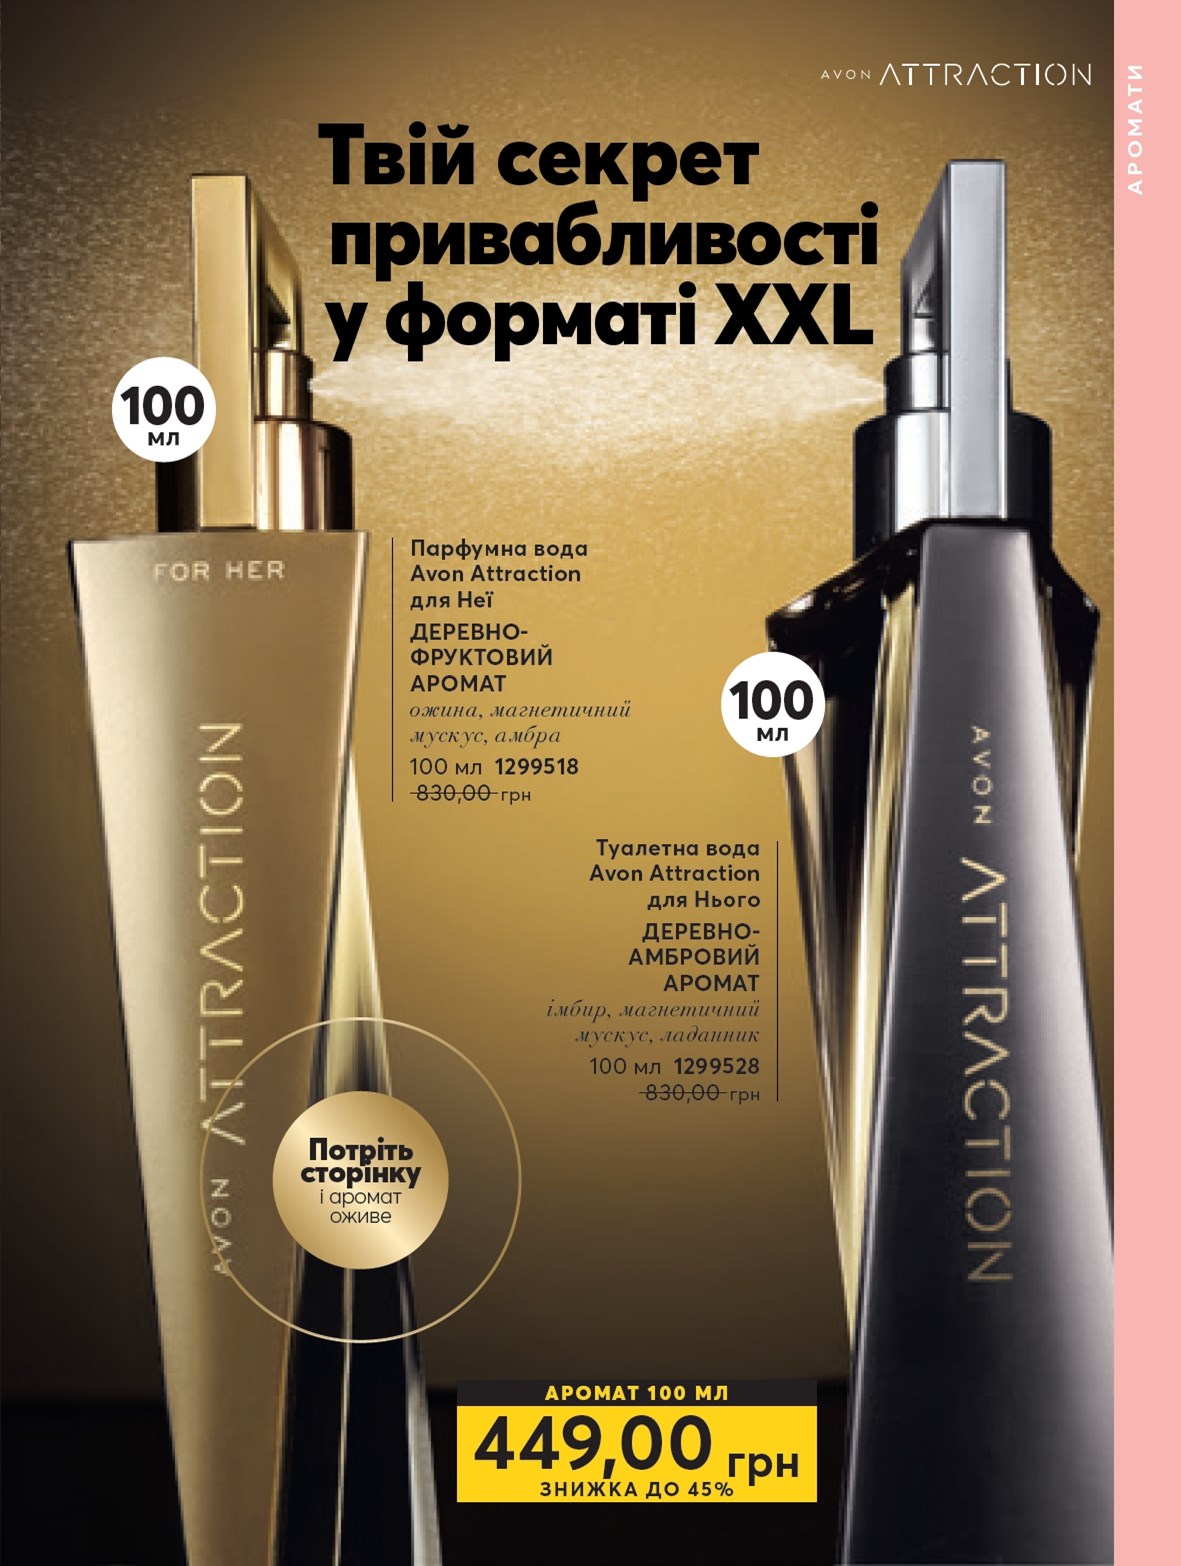 AVON ATTRACTION
АРОМАТИ
Твій секрет
привабливості
у форматі XXL
100
МЛ
FOR HER
Парфумна вода
Avon Attraction
для Неї
ДЕРЕВНО-
ФРУКТОВИЙ
АРОМАТ
ожина, магнетичний
мускус, амбра
100 мл 1299518
830,00 грн
100
МЛ
Туалетна вода
Avon Attraction
для Нього
ДЕРЕВНО-
АМБРОВИЙ
АРОМАТ
імбир, магнетичний
мускус, ладанник
100 мл 1299528
830,00 грн
AVON ATTRACTION
AVON ATTRACTION
Потріть
сторінку
і аромат
оживе
АРОМАТ 100 МЛ
449,00 грн
ЗНИЖКА ДО 45%